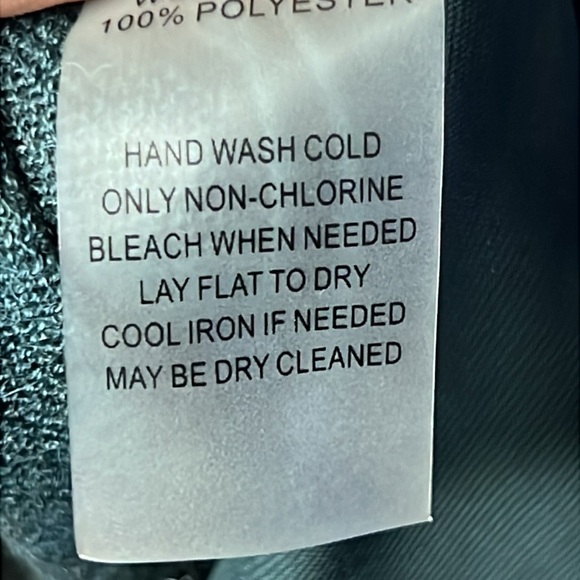 100% POLYESTER
HAND WASH COLD
ONLY NON-CHLORINE
BLEACH WHEN NEEDED
LAY FLAT TO DRY
COOL IRON IF NEEDED
MAY BE DRY CLEANED